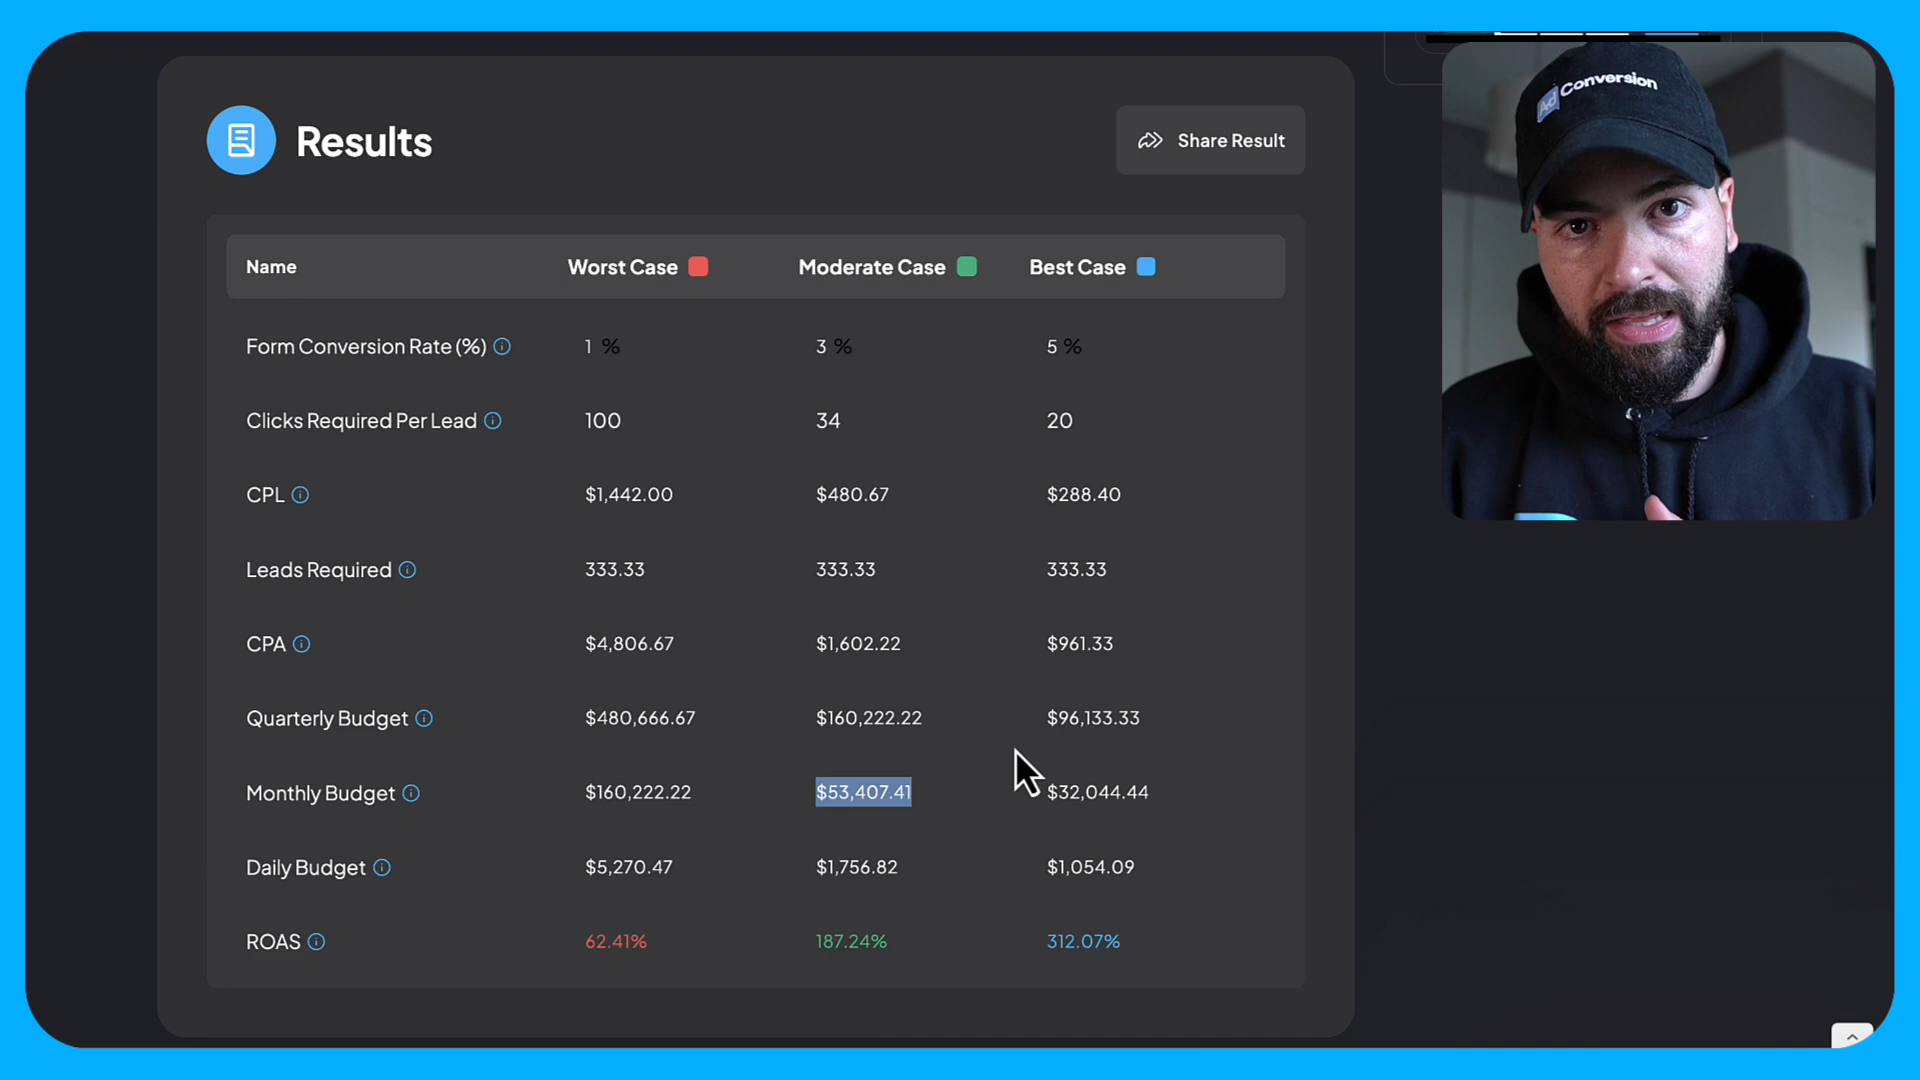 Results
Share Result
Name Worst Case Moderate Case Best Case
Form Conversion Rate (%) 1 % 3 % 5 %
Clicks Required Per Lead 100 34 20
CPL $1,442.00 $480.67 $288.40
Leads Required 333.33 333.33 333.33
CPA $4,806.67 $1,602.22 $961.33
Quarterly Budget $480,666.67 $160,222.22 $96,133.33
Monthly Budget $160,222.22 $53,407.41 $32,044.44
Daily Budget $5,270.47 $1,756.82 $1,054.09
ROAS 62.41% 187.24% 312.07%
Ad Conversion